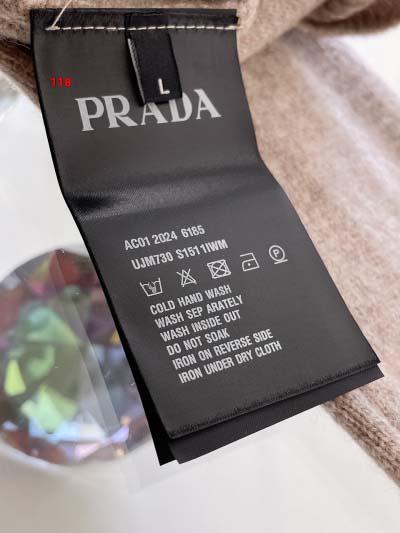 L
118
PRADA
AC01 2024 6185
UJM730 S1511IWM
P
COLD HAND WASH
WASH SEP ARATELY
WASH INSIDE OUT
DO NOT SOAK
IRON ON REVERSE SIDE
IRON UNDER DRY CLOTH